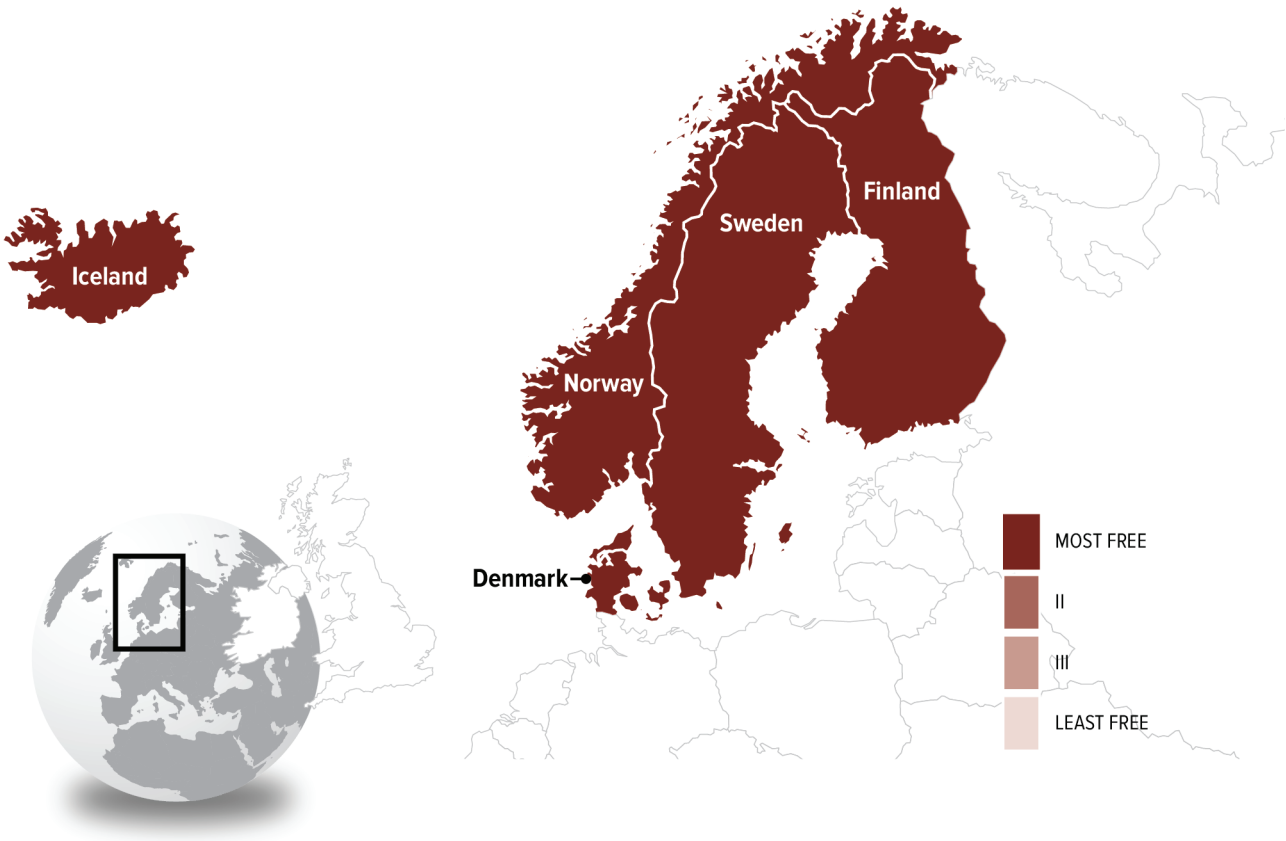 Finland
Sweden
Iceland
Norway
Denmark
MOST FREE
II
III
LEAST FREE